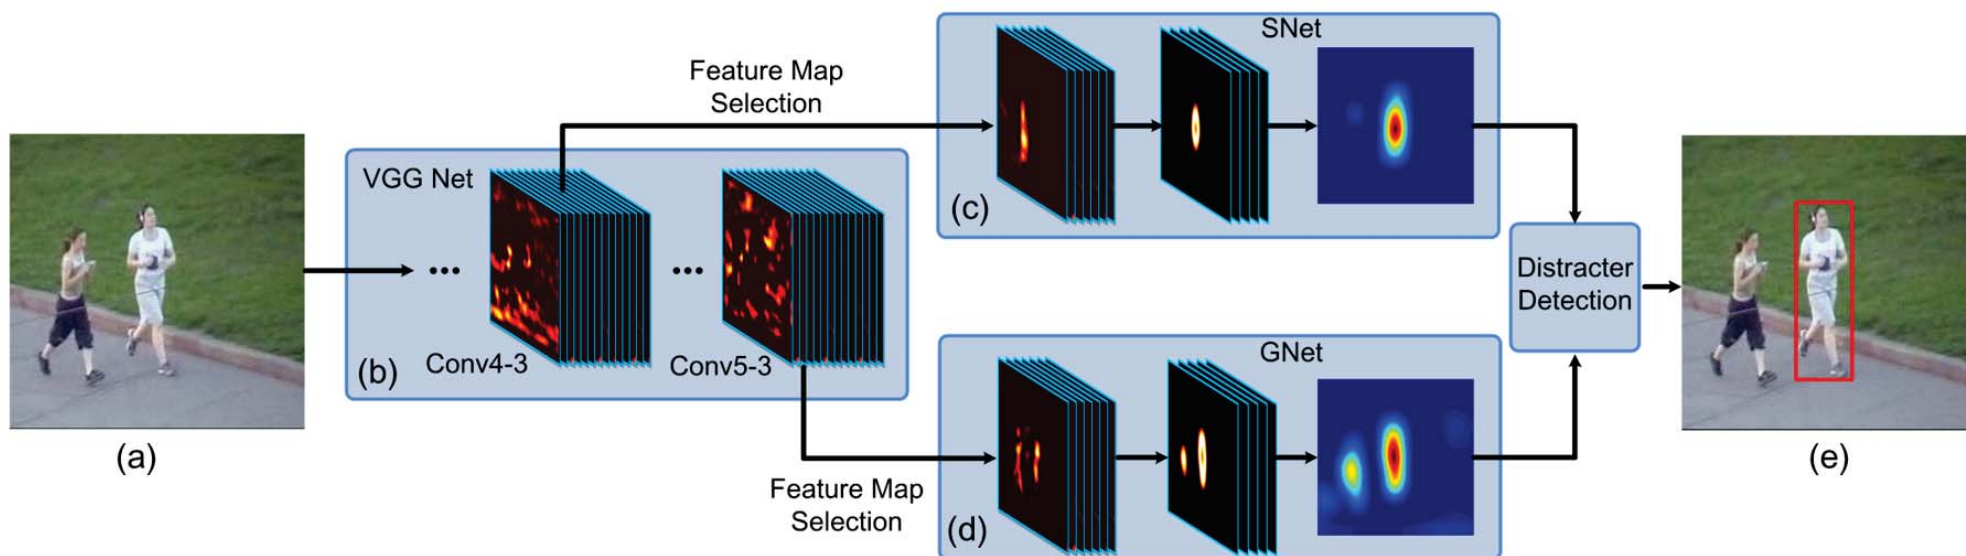 (a)
VGG Net
...
Conv4-3
...
Conv5-3
(b)
Feature Map
Selection
SNet
(c)
Feature Map
Selection
GNet
(d)
Distracter
Detection
(e)